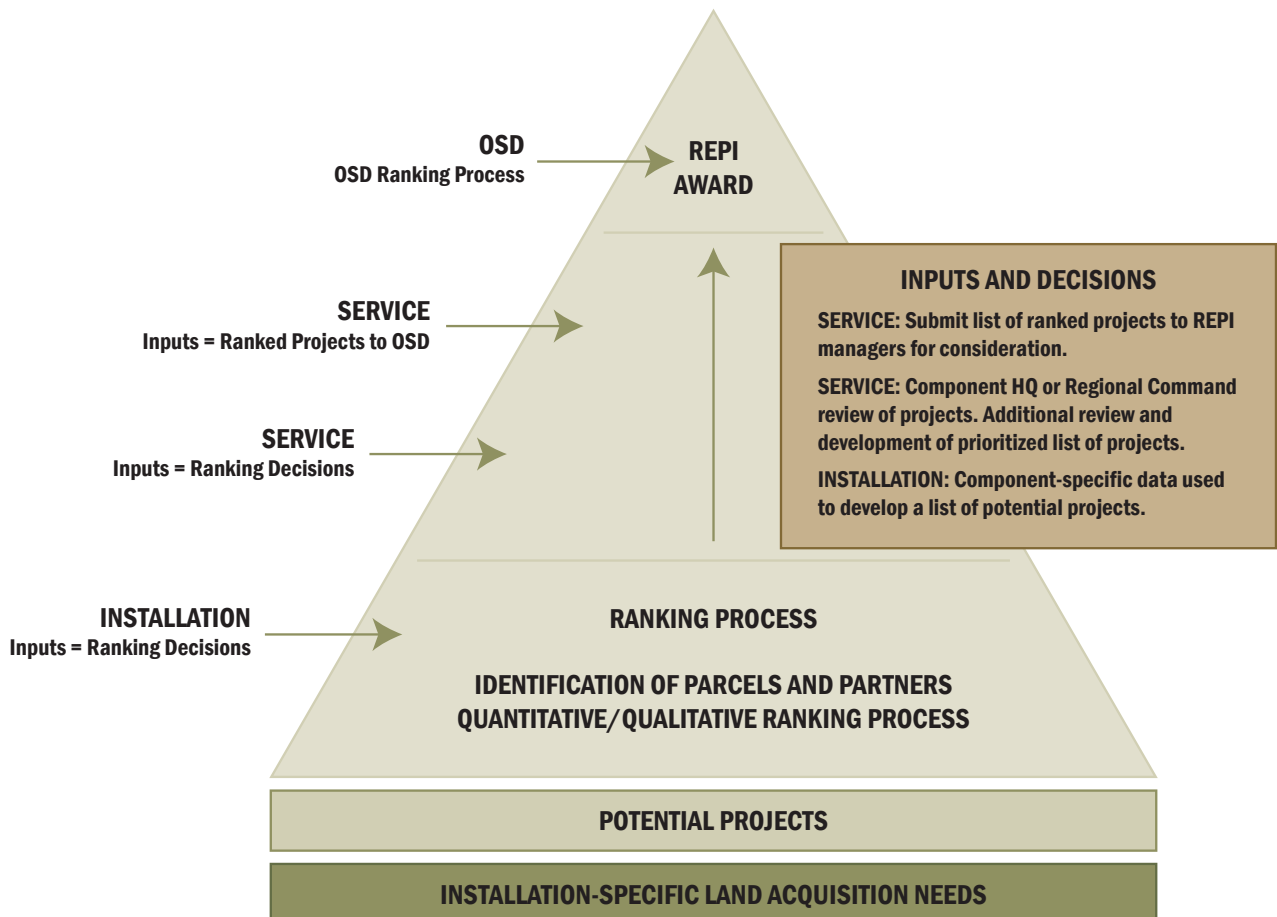 OSD
OSD Ranking Process
REPI
AWARD
SERVICE
Inputs = Ranked Projects to OSD
SERVICE
Inputs = Ranking Decisions
INPUTS AND DECISIONS
SERVICE: Submit list of ranked projects to REPI
managers for consideration.
SERVICE: Component HQ or Regional Command
review of projects. Additional review and
development of prioritized list of projects.
INSTALLATION: Component-specific data used
to develop a list of potential projects.
INSTALLATION
Inputs = Ranking Decisions
RANKING PROCESS
IDENTIFICATION OF PARCELS AND PARTNERS
QUANTITATIVE/QUALITATIVE RANKING PROCESS
POTENTIAL PROJECTS
INSTALLATION-SPECIFIC LAND ACQUISITION NEEDS